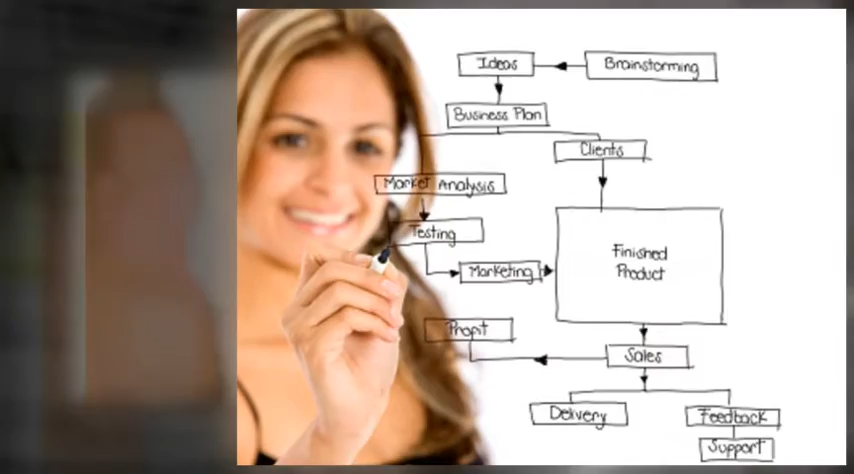 Ideas
Brainstorming
Business Plan
Clients
Market Analysis
Testing
Finished
Product
Marketing
Profit
Sales
Delivery
Feedback
Support